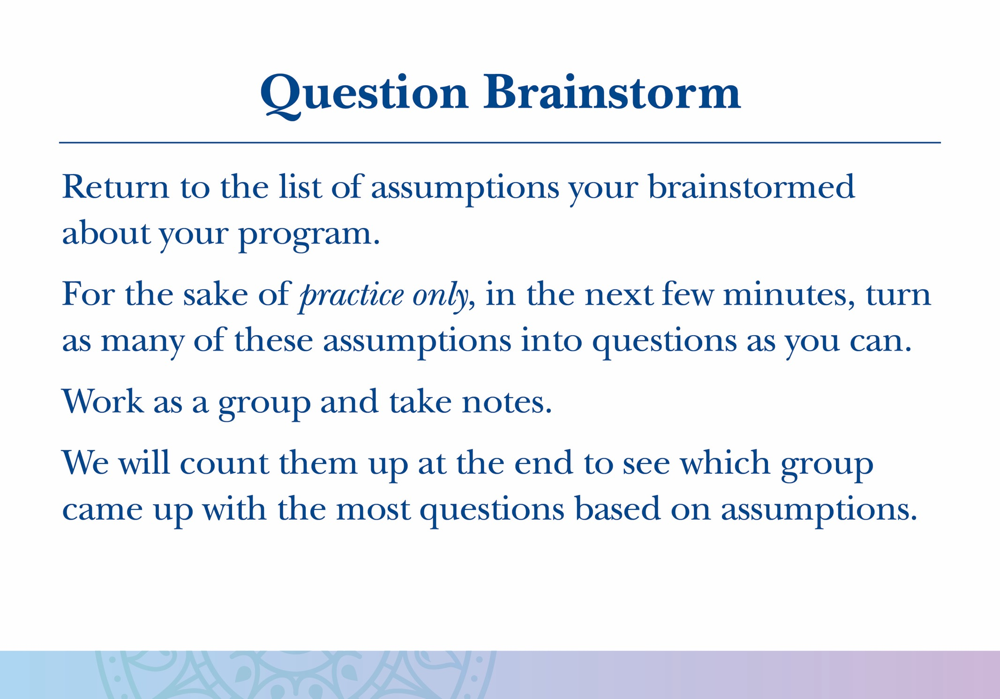 Question Brainstorm
Return to the list of assumptions your brainstormed
about your program.
For the sake of practice only, in the next few minutes, turn
as many of these assumptions into questions as you can.
Work as a group and take notes.
We will count them up at the end to see which group
came up with the most questions based on assumptions.